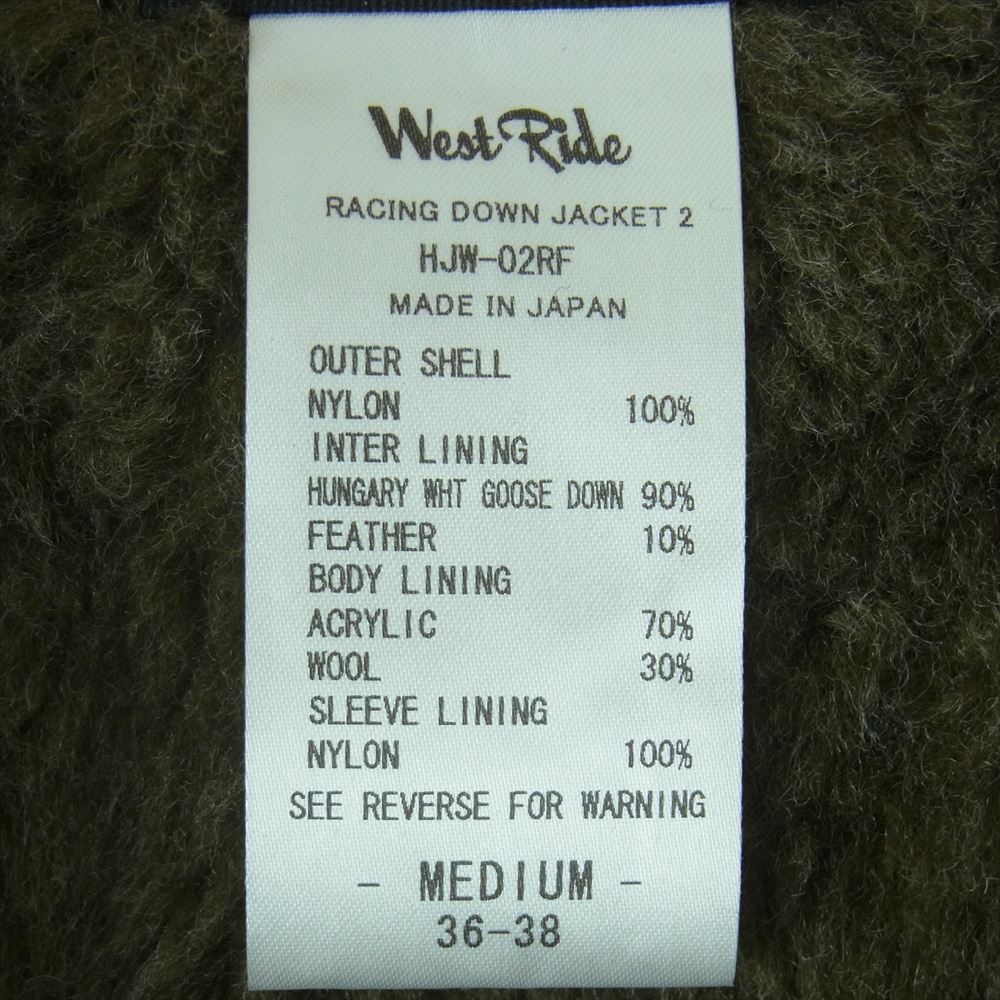 West Ride
RACING DOWN JACKET 2
HJW-02RF
MADE IN JAPAN
OUTER SHELL
NYLON 100%
INTER LINING
HUNGARY WHT GOOSE DOWN 90%
FEATHER 10%
BODY LINING
ACRYLIC 70%
WOOL 30%
SLEEVE LINING
NYLON 100%
SEE REVERSE FOR WARNING
- MEDIUM -
36-38